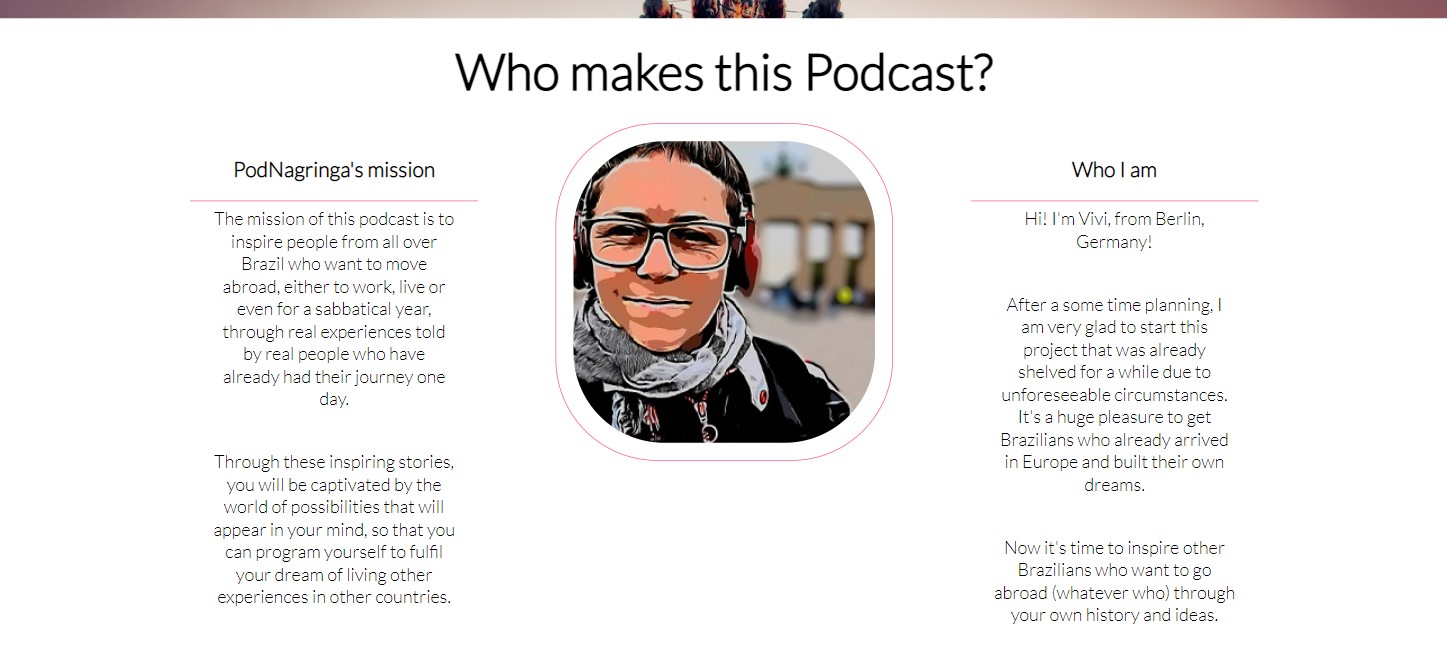 Who makes this Podcast?
PodNagringa's mission
The mission of this podcast is to
inspire people from all over
Brazil who want to move
abroad, either to work, live or
even for a sabbatical year,
through real experiences told
by real people who have
already had their journey one
day.
Through these inspiring stories,
you will be captivated by the
world of possibilities that will
appear in your mind, so that you
can program yourself to fulfil
your dream of living other
experiences in other countries.
Who I am
Hi! I'm Vivi, from Berlin,
Germany!
After a some time planning, I
am very glad to start this
project that was already
shelved for a while due to
unforeseeable circumstances.
It's a huge pleasure to get
Brazilians who already arrived
in Europe and built their own
dreams.
Now it's time to inspire other
Brazilians who want to go
abroad (whatever who) through
your own history and ideas.